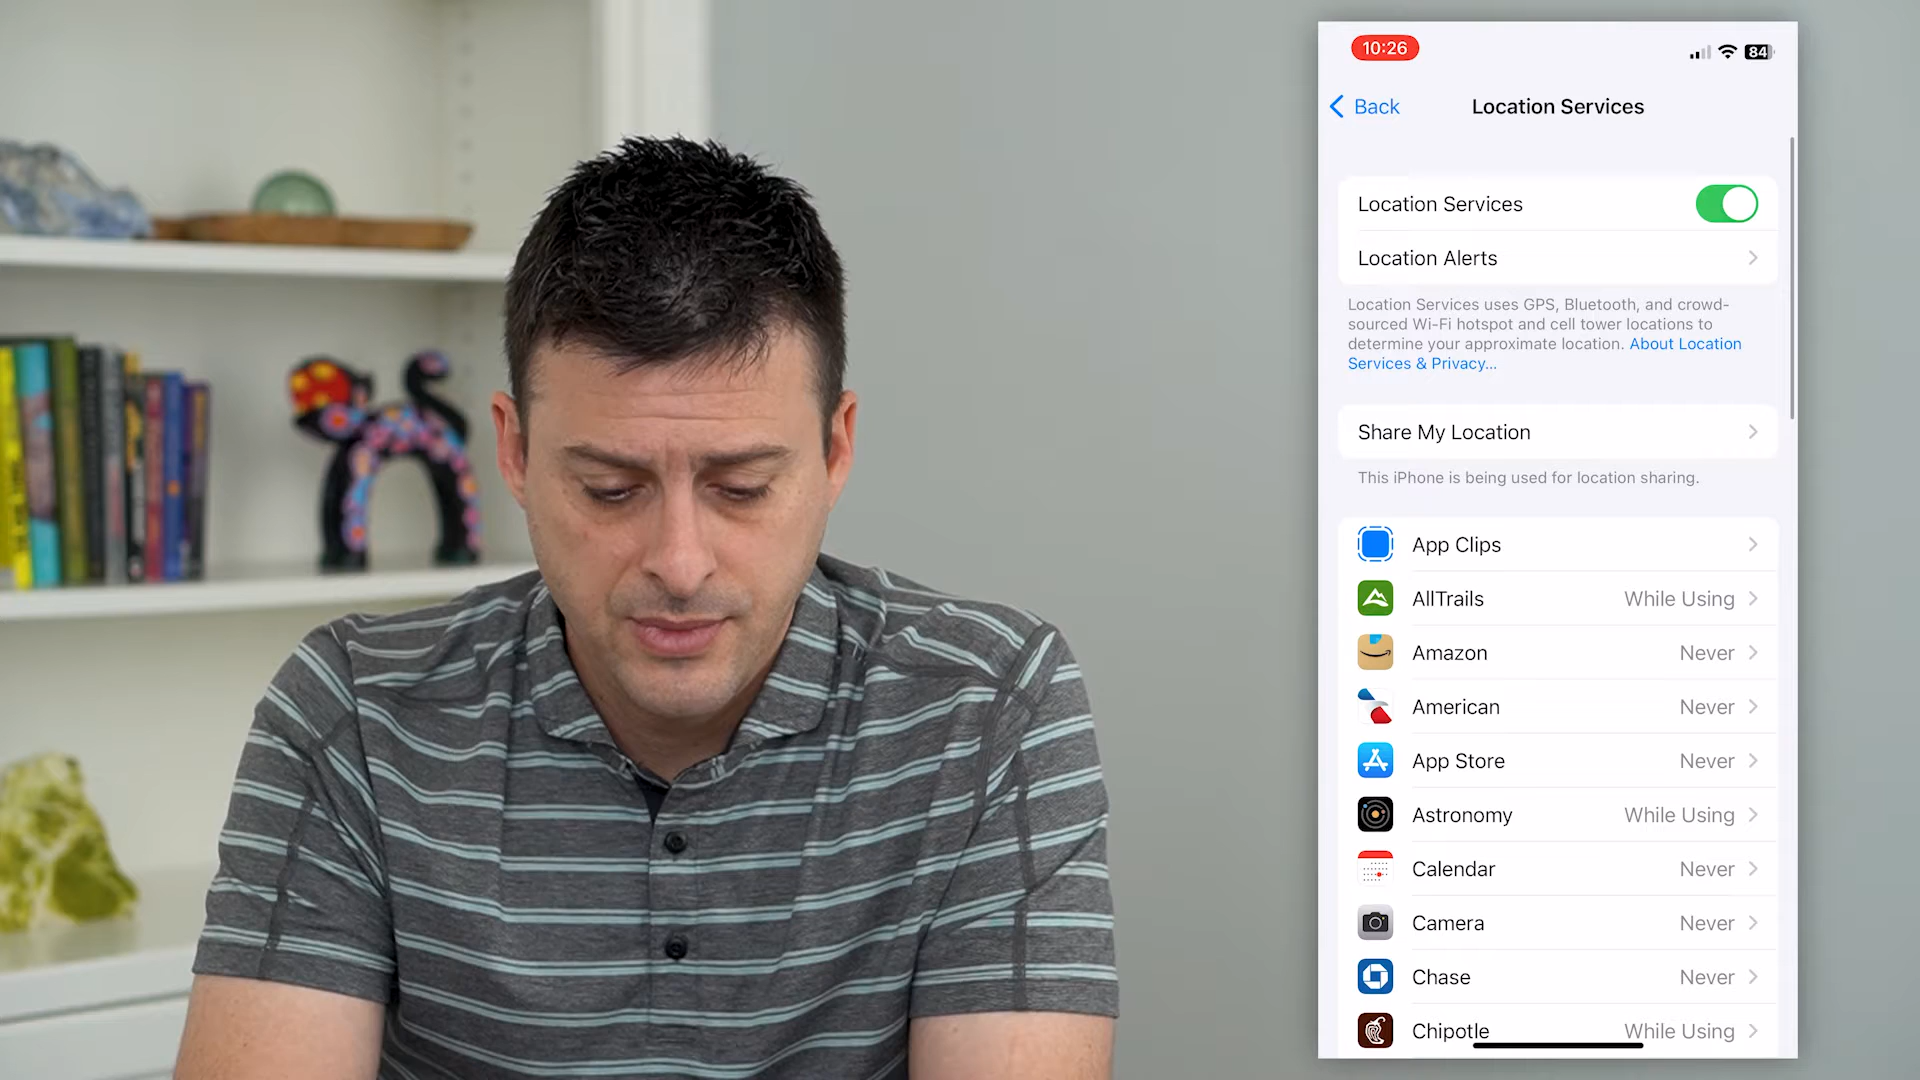 10:26
84
Back
Location Services
Location Services
Location Alerts
Location Services uses GPS, Bluetooth, and crowd-
sourced Wi-Fi hotspot and cell tower locations to
determine your approximate location. About Location
Services & Privacy...
Share My Location
This iPhone is being used for location sharing.
App Clips
AllTrails While Using
Amazon Never
American Never
App Store Never
Astronomy While Using
Calendar Never
Camera Never
Chase Never
Chipotle While Using